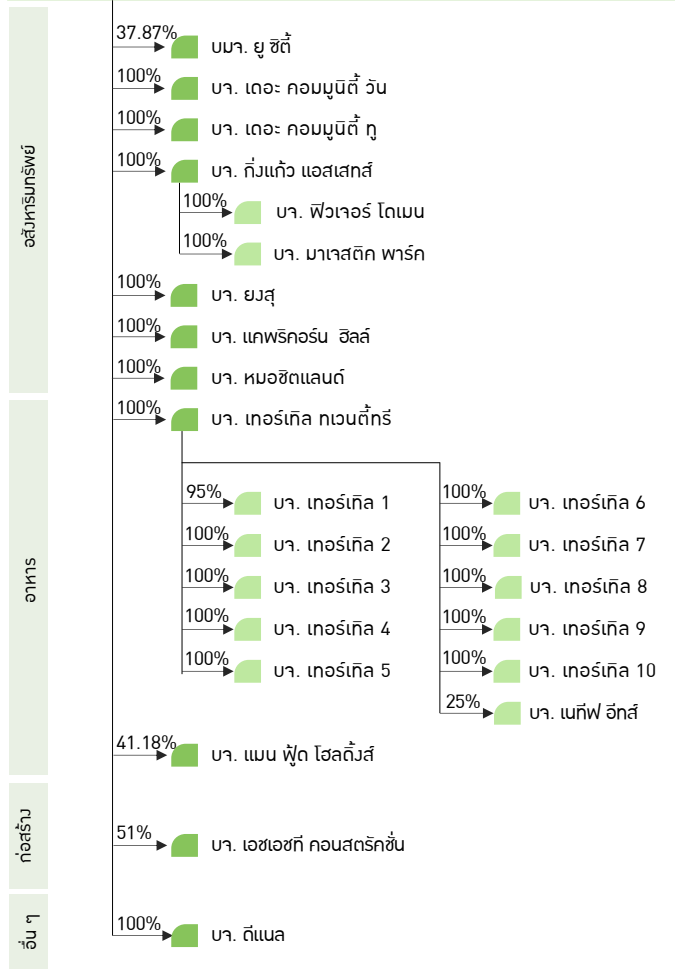 อสังหาริมทรัพย์
37.87% บมจ. ยู ซิตี้
100% บจ. เดอะ คอมมูนิตี้ วัน
100% บจ. เดอะ คอมมูนิตี้ ทู
100% บจ. กิ่งแก้ว แอสเสทส์
100% บจ. ฟิวเจอร์ โดเมน
100% บจ. มาเจสติค พาร์ค
100% บจ. ยงสุ
100% บจ. แคพริคอร์น ฮิลล์
100% บจ. หมอชิตแลนด์
อาหาร
100% บจ. เทอร์เทิล ทเวนตี้ทรี
95% บจ. เทอร์เทิล 1
100% บจ. เทอร์เทิล 2
100% บจ. เทอร์เทิล 3
100% บจ. เทอร์เทิล 4
100% บจ. เทอร์เทิล 5
100% บจ. เทอร์เทิล 6
100% บจ. เทอร์เทิล 7
100% บจ. เทอร์เทิล 8
100% บจ. เทอร์เทิล 9
100% บจ. เทอร์เทิล 10
25% บจ. เนทีฟ อีทส์
41.18% บจ. แมน ฟู้ด โฮลดิ้งส์
ก่อสร้าง
51% บจ. เอชเอชที คอนสตรัคชั่น
อื่น ๆ
100% บจ. ดีแนล